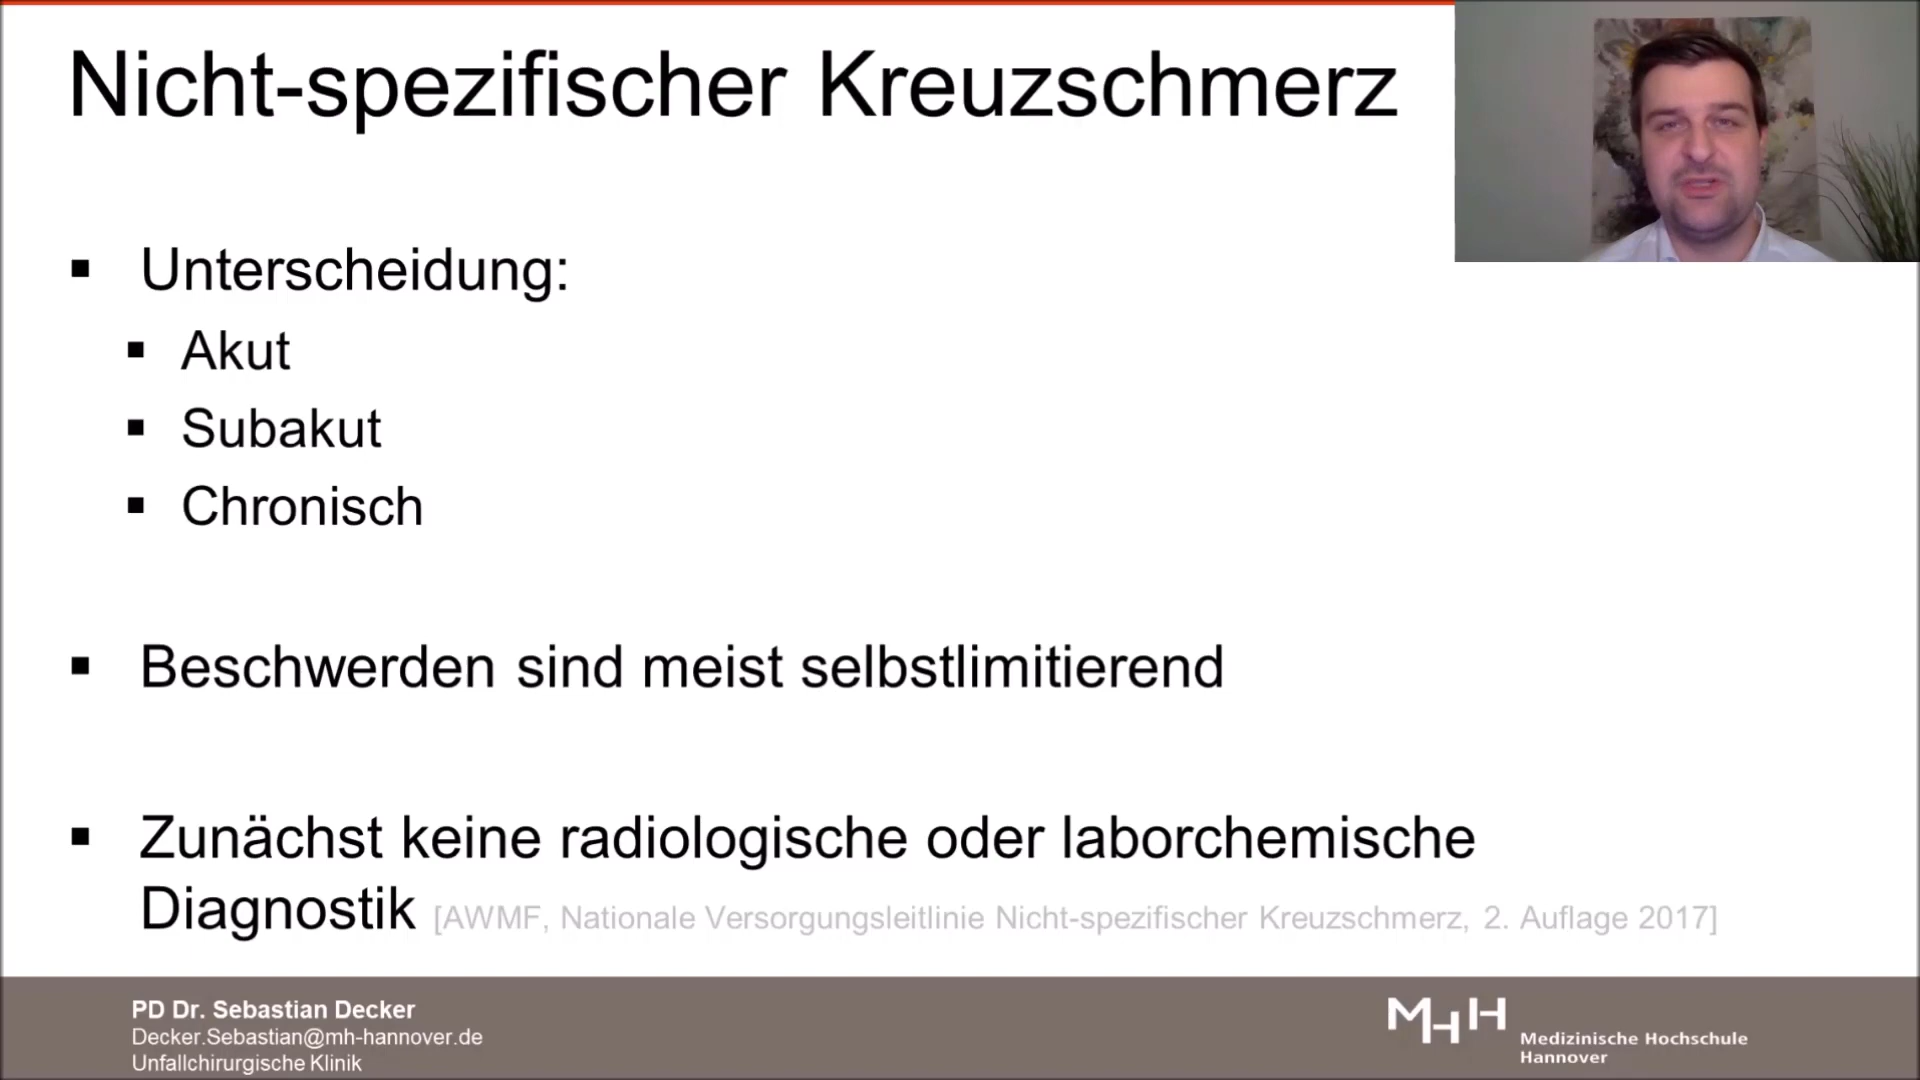 Nicht-spezifischer Kreuzschmerz
▪ Unterscheidung:
▪ Akut
▪ Subakut
▪ Chronisch
▪ Beschwerden sind meist selbstlimitierend
▪ Zunächst keine radiologische oder laborchemische
Diagnostik [AWMF, Nationale Versorgungsleitlinie Nicht-spezifischer Kreuzschmerz, 2. Auflage 2017]
PD Dr. Sebastian Decker
Decker.Sebastian@mh-hannover.de
Unfallchirurgische Klinik
MHH
Medizinische Hochschule
Hannover